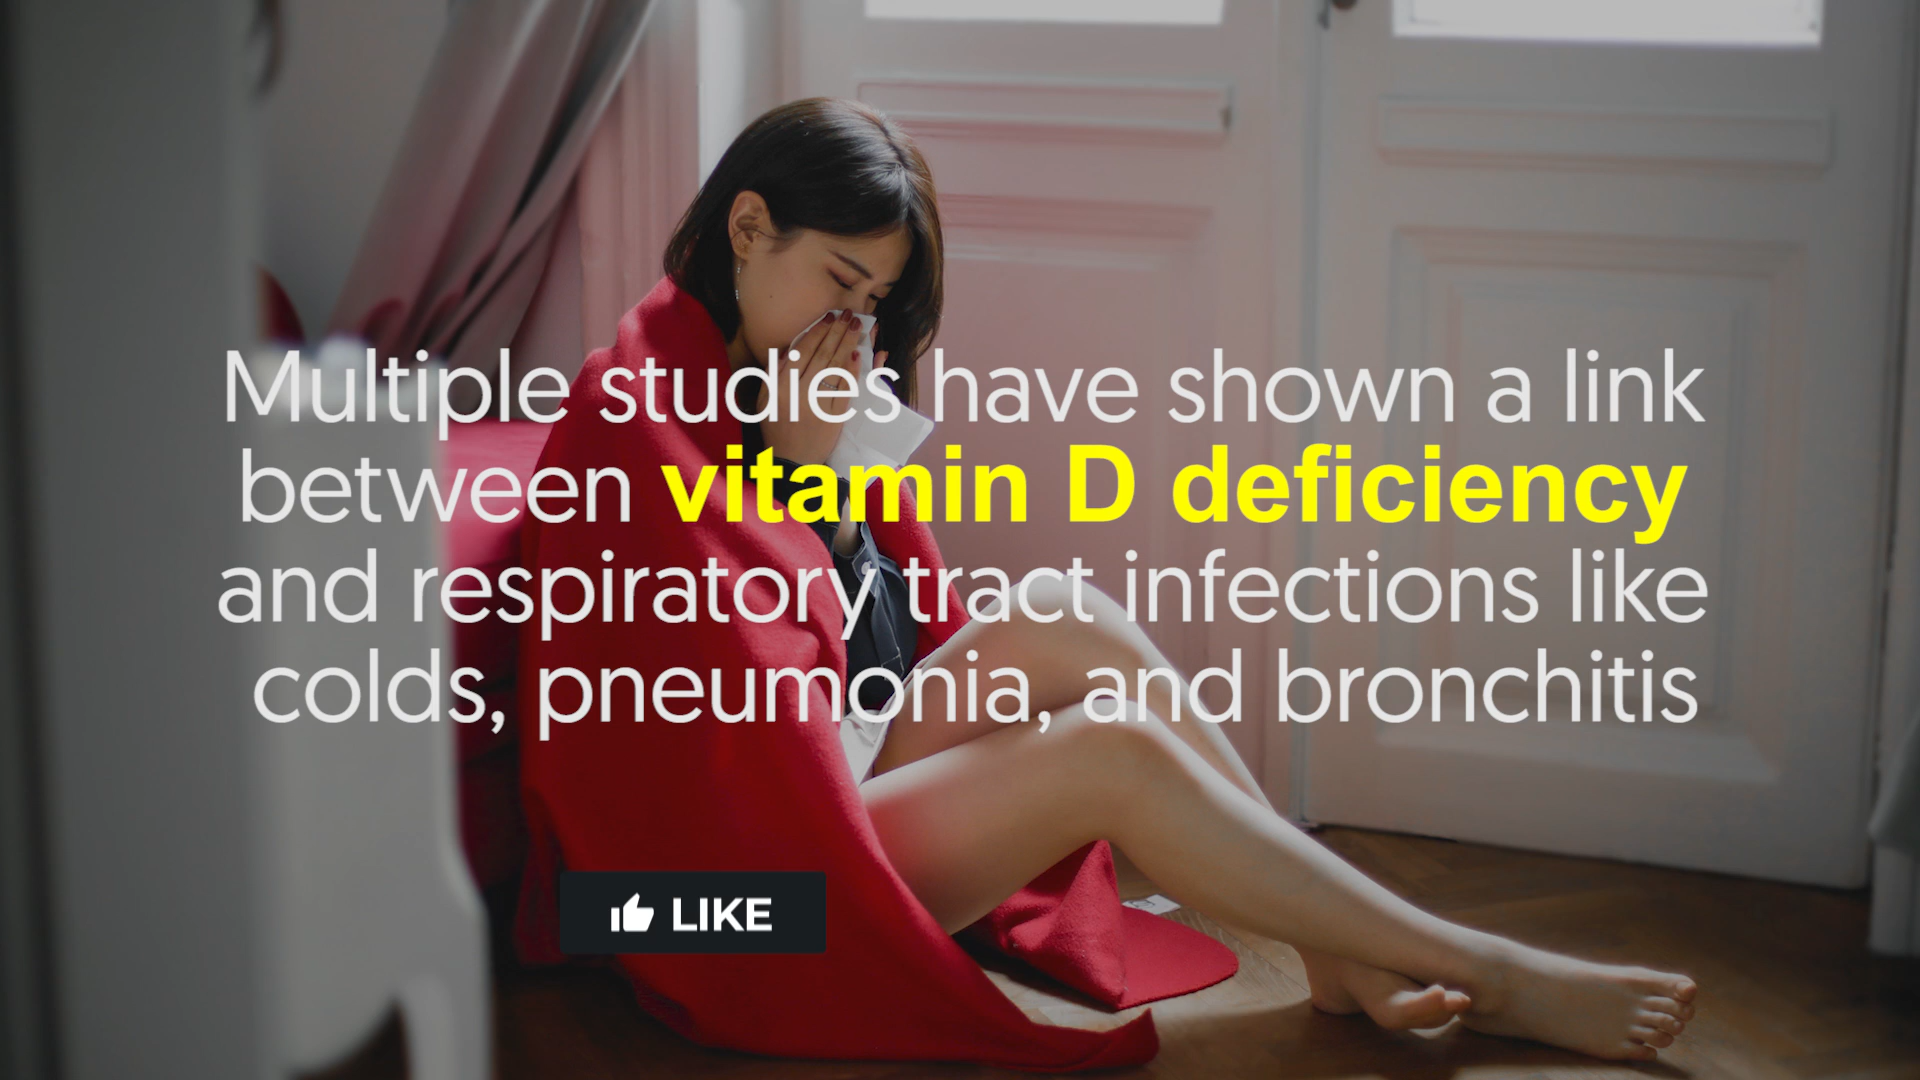 Multiple studies have shown a link
between vitamin D deficiency
and respiratory tract infections like
colds, pneumonia, and bronchitis
LIKE